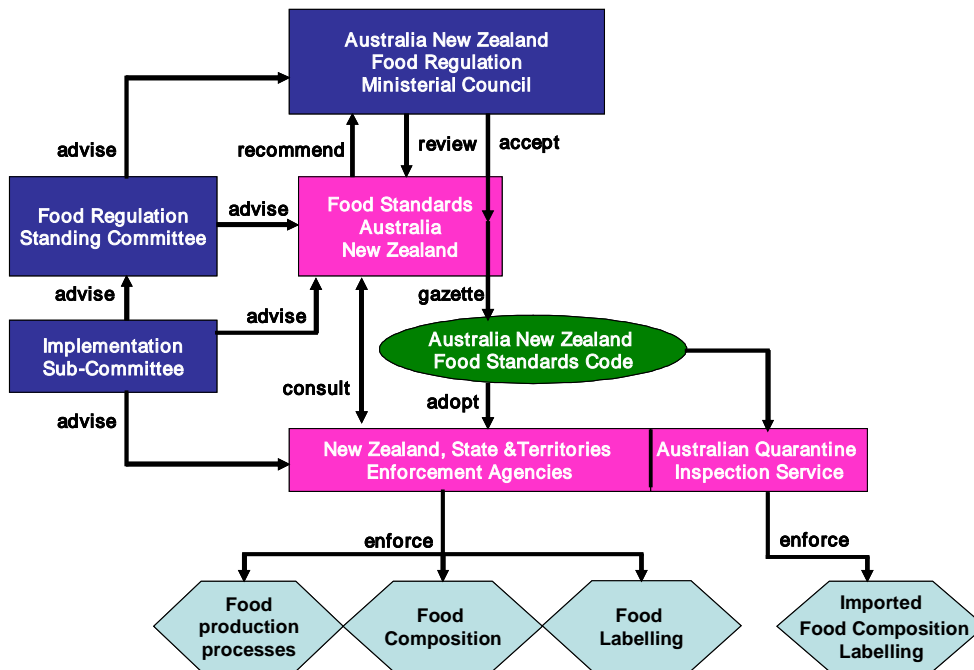 Australia New Zealand
Food Regulation
Ministerial Council
advise
recommend
review
accept
Food Regulation
Standing Committee
advise
Food Standards
Australia
New Zealand
advise
advise
gazette
Implementation
Sub-Committee
Australia New Zealand
Food Standards Code
consult
adopt
advise
New Zealand, State &Territories
Enforcement Agencies
Australian Quarantine
Inspection Service
enforce
enforce
Food
production
processes
Food
Composition
Food
Labelling
Imported
Food Composition
Labelling